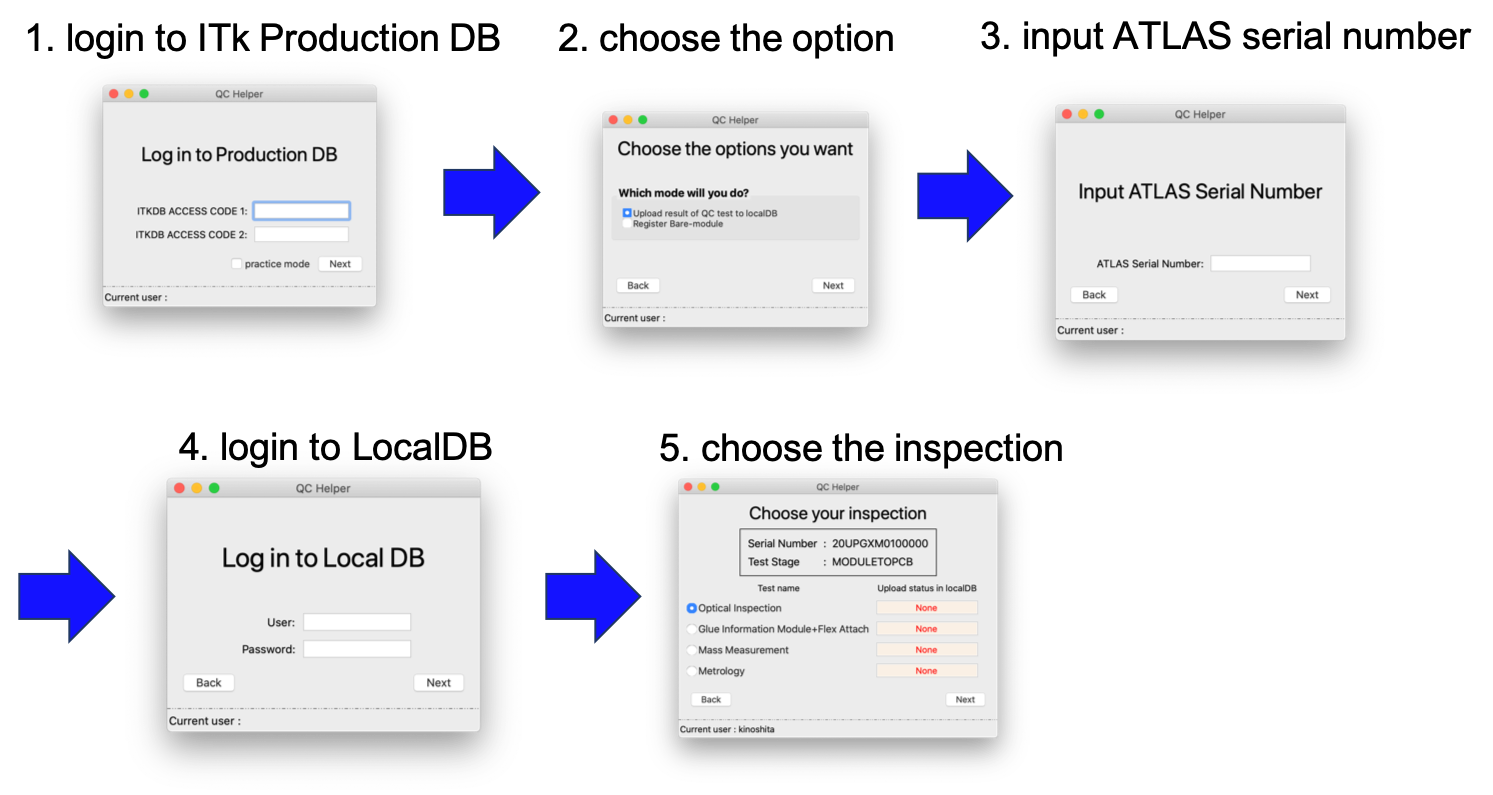 1. login to ITk Production DB
QC Helper
Log in to Production DB
ITKDB ACCESS CODE 1:
ITKDB ACCESS CODE 2:
practice mode
Next
Current user :
2. choose the option
QC Helper
Choose the options you want
Which mode will you do?
Upload result of QC test to localDB
Register Bare-module
Back
Next
Current user :
3. input ATLAS serial number
QC Helper
Input ATLAS Serial Number
ATLAS Serial Number:
Back
Next
Current user :
4. login to LocalDB
QC Helper
Log in to Local DB
User:
Password:
Back
Next
Current user :
5. choose the inspection
QC Helper
Choose your inspection
Serial Number : 20UPGXM0100000
Test Stage : MODULETOPCB
Test name Upload status in localDB
Optical Inspection None
Glue Information Module+Flex Attach None
Mass Measurement None
Metrology None
Back
Next
Current user : kinoshita